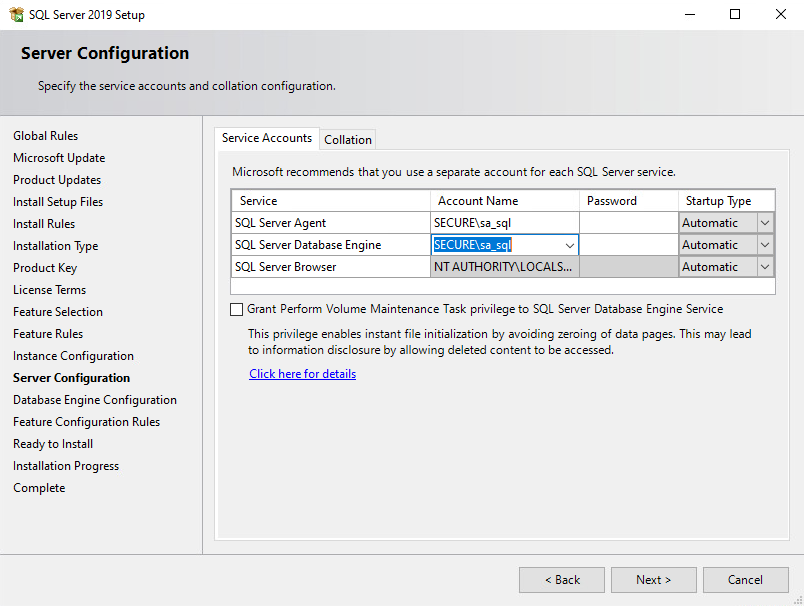 SQL Server 2019 Setup
Server Configuration
Specify the service accounts and collation configuration.
Global Rules
Microsoft Update
Product Updates
Install Setup Files
Install Rules
Installation Type
Product Key
License Terms
Feature Selection
Feature Rules
Instance Configuration
Server Configuration
Database Engine Configuration
Feature Configuration Rules
Ready to Install
Installation Progress
Complete
Service Accounts Collation
Microsoft recommends that you use a separate account for each SQL Server service.
Service Account Name Password Startup Type
SQL Server Agent SECURE\sa_sql Automatic
SQL Server Database Engine SECURE\sa_sql Automatic
SQL Server Browser NT AUTHORITY\LOCALS... Automatic
Grant Perform Volume Maintenance Task privilege to SQL Server Database Engine Service
This privilege enables instant file initialization by avoiding zeroing of data pages. This may lead
to information disclosure by allowing deleted content to be accessed.
Click here for details
< Back Next > Cancel